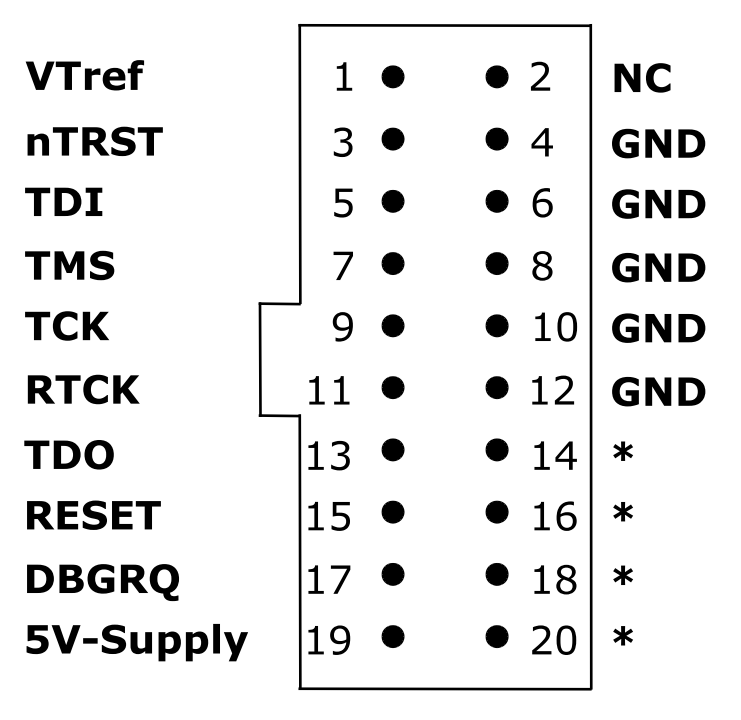 VTref 1 2 NC
nTRST 3 4 GND
TDI 5 6 GND
TMS 7 8 GND
TCK 9 10 GND
RTCK 11 12 GND
TDO 13 14 *
RESET 15 16 *
DBGRQ 17 18 *
5V-Supply 19 20 *